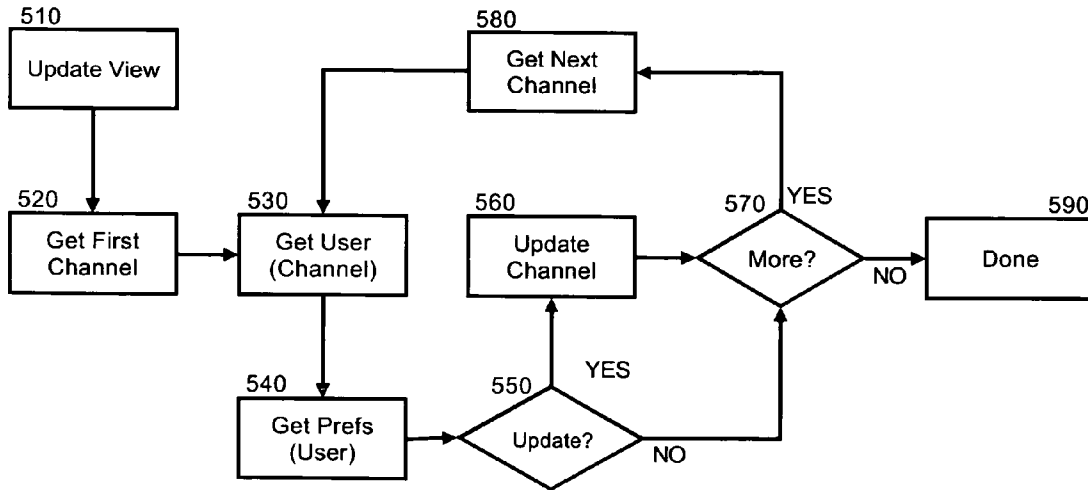 510
Update View
520
Get First
Channel
530
Get User
(Channel)
540
Get Prefs
(User)
550
Update?
YES
NO
560
Update
Channel
570
More?
YES
NO
580
Get Next
Channel
590
Done